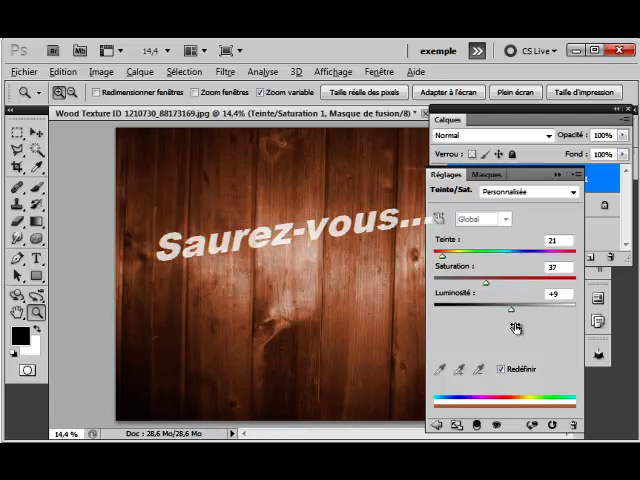 Ps Br Mb 14,4 exemple CS Live
Fichier Edition Image Calque Sélection Filtre Analyse 3D Affichage Fenêtre Aide
Redimensionner fenêtres Zoom fenêtres Zoom variable Taille réelle des pixels Adapter à l'écran Plein écran Taille d'impression
Wood Texture ID 1210730_88173169.jpg @ 14,4% (Teinte/Saturation 1, Masque de fusion/8) *
Calques
Normal Opacité : 100%
Verrou : Fond : 100%
Réglages Masques
Teinte/Sat. Personnalisée
Global
Teinte : 21
Saturation : 37
Luminosité : +9
Saurez-vous...
Redéfinir
14,4 % Doc : 28,6 Mo/28,6 Mo